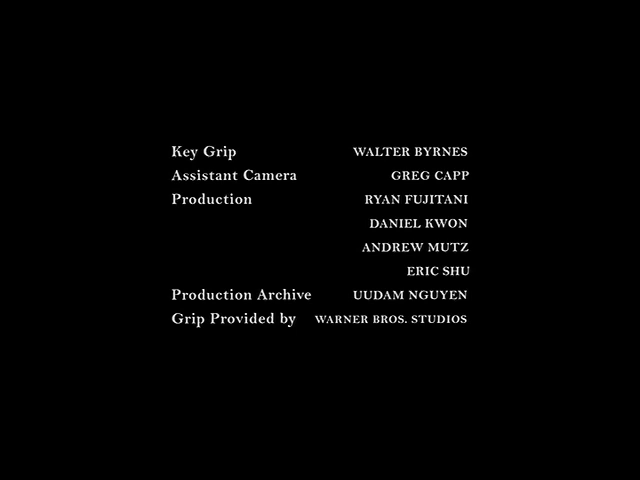 Key Grip WALTER BYRNES
Assistant Camera GREG CAPP
Production RYAN FUJITANI
DANIEL KWON
ANDREW MUTZ
ERIC SHU
Production Archive UUDAM NGUYEN
Grip Provided by WARNER BROS. STUDIOS